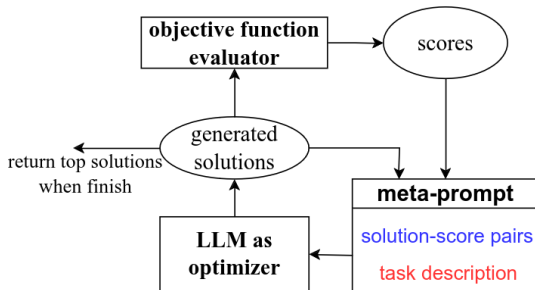 objective function
evaluator
scores
generated
solutions
return top solutions
when finish
meta-prompt
solution-score pairs
task description
LLM as
optimizer